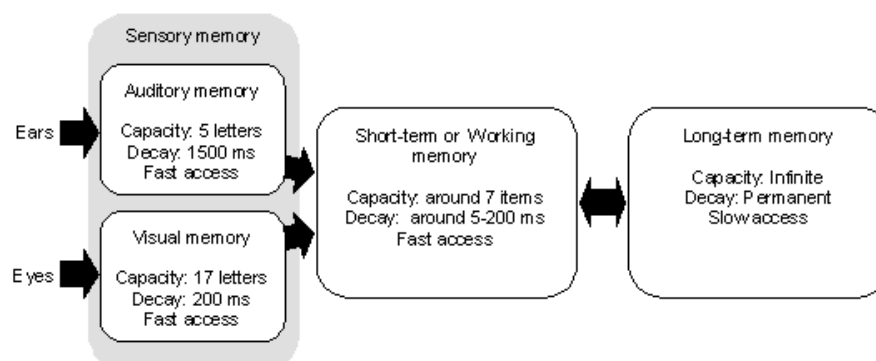 Sensory memory
Auditory memory
Capacity: 5 letters
Decay: 1500 ms
Fast access
Ears
Visual memory
Capacity: 17 letters
Decay: 200 ms
Fast access
Eyes
Short-term or Working
memory
Capacity: around 7 items
Decay: around 5-200 ms
Fast access
Long-term memory
Capacity: Infinite
Decay: Permanent
Slow access